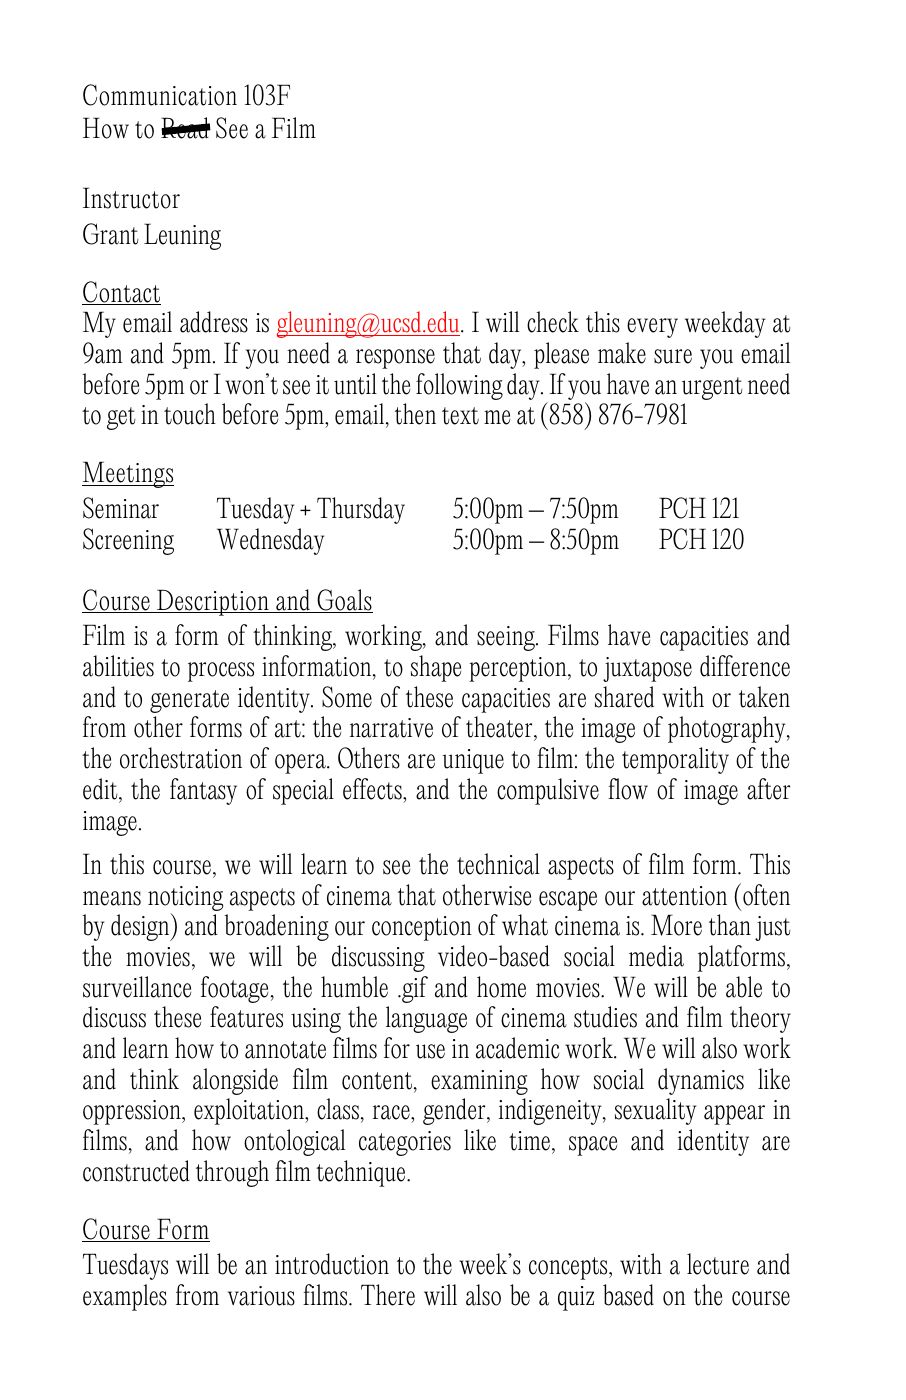 Communication 103F
How to Read See a Film
Instructor
Grant Leuning
Contact
My email address is gleuning@ucsd.edu. I will check this every weekday at
9am and 5pm. If you need a response that day, please make sure you email
before 5pm or I won't see it until the following day. If you have an urgent need
to get in touch before 5pm, email, then text me at (858) 876-7981
Meetings
Seminar Tuesday + Thursday 5:00pm – 7:50pm PCH 121
Screening Wednesday 5:00pm – 8:50pm PCH 120
Course Description and Goals
Film is a form of thinking, working, and seeing. Films have capacities and
abilities to process information, to shape perception, to juxtapose difference
and to generate identity. Some of these capacities are shared with or taken
from other forms of art: the narrative of theater, the image of photography,
the orchestration of opera. Others are unique to film: the temporality of the
edit, the fantasy of special effects, and the compulsive flow of image after
image.
In this course, we will learn to see the technical aspects of film form. This
means noticing aspects of cinema that otherwise escape our attention (often
by design) and broadening our conception of what cinema is. More than just
the movies, we will be discussing video-based social media platforms,
surveillance footage, the humble .gif and home movies. We will be able to
discuss these features using the language of cinema studies and film theory
and learn how to annotate films for use in academic work. We will also work
and think alongside film content, examining how social dynamics like
oppression, exploitation, class, race, gender, indigeneity, sexuality appear in
films, and how ontological categories like time, space and identity are
constructed through film technique.
Course Form
Tuesdays will be an introduction to the week's concepts, with a lecture and
examples from various films. There will also be a quiz based on the course